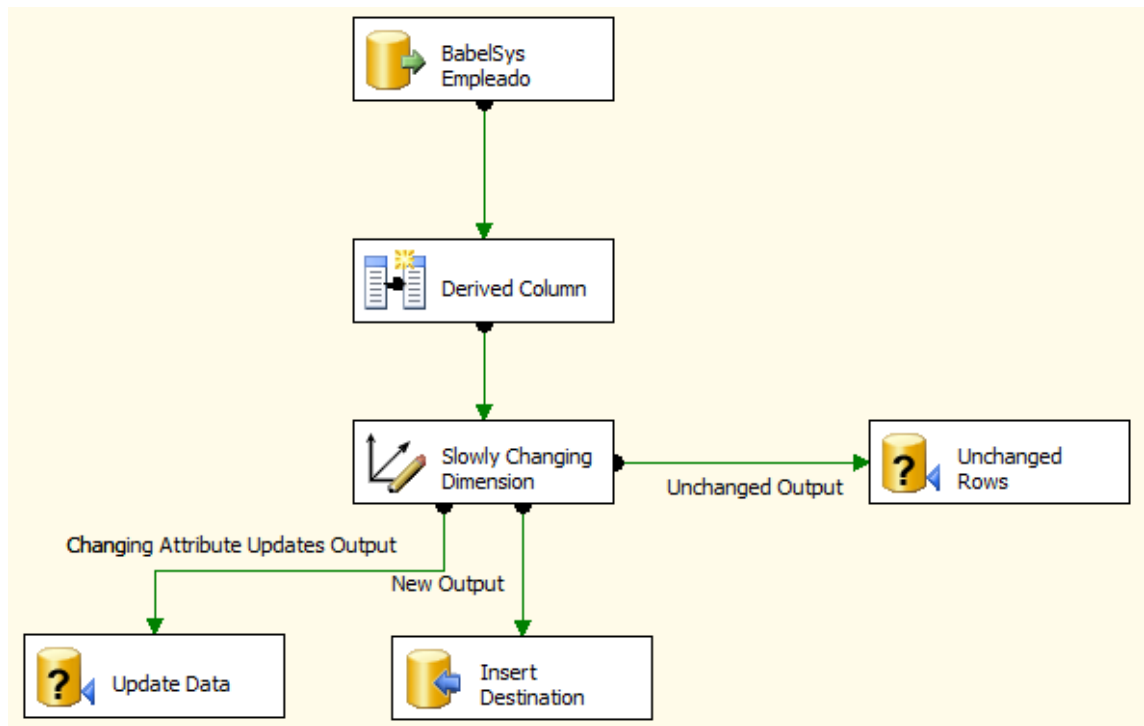 BabelSys
Empleado
Derived Column
Slowly Changing
Dimension
Unchanged Output
Unchanged
Rows
Changing Attribute Updates Output
New Output
? Update Data
Insert
Destination